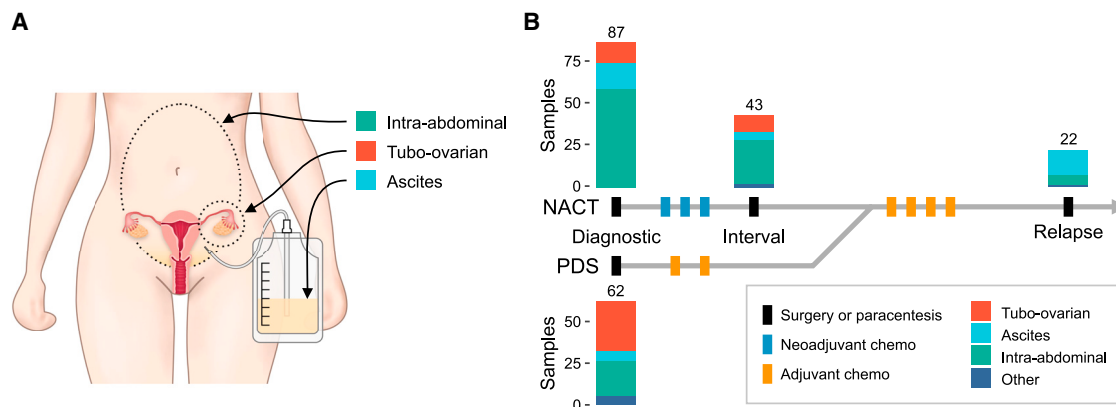 A
Intra-abdominal
Tubo-ovarian
Ascites
B
87
75
50
25
0
Samples
43
22
NACT
Diagnostic
Interval
Relapse
PDS
62
50
25
0
Samples
Surgery or paracentesis
Neoadjuvant chemo
Adjuvant chemo
Tubo-ovarian
Ascites
Intra-abdominal
Other